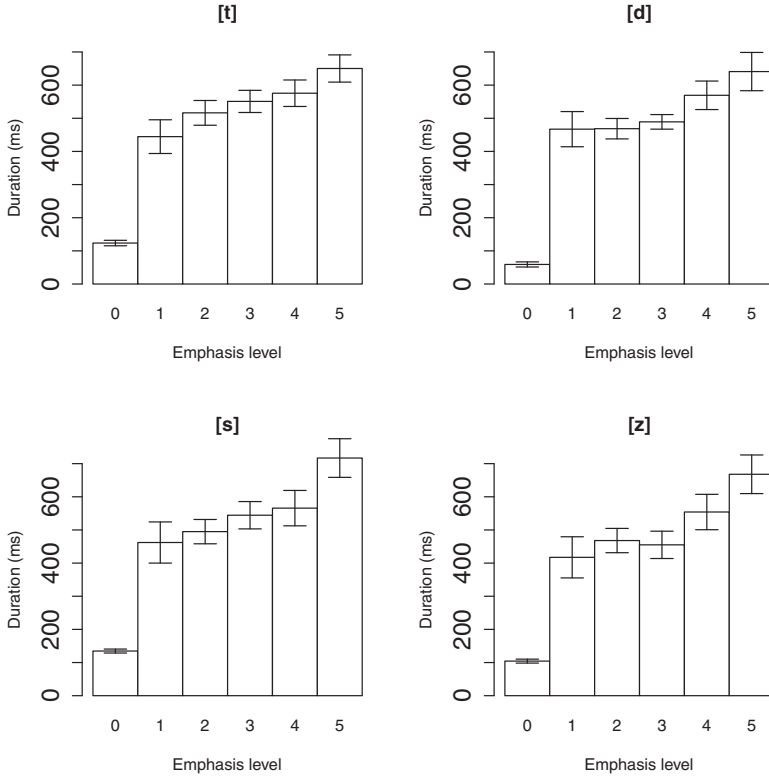 [t]
Duration (ms)
0 200 400 600
0 1 2 3 4 5
Emphasis level
[d]
Duration (ms)
0 200 400 600
0 1 2 3 4 5
Emphasis level
[s]
Duration (ms)
0 200 400 600
0 1 2 3 4 5
Emphasis level
[z]
Duration (ms)
0 200 400 600
0 1 2 3 4 5
Emphasis level